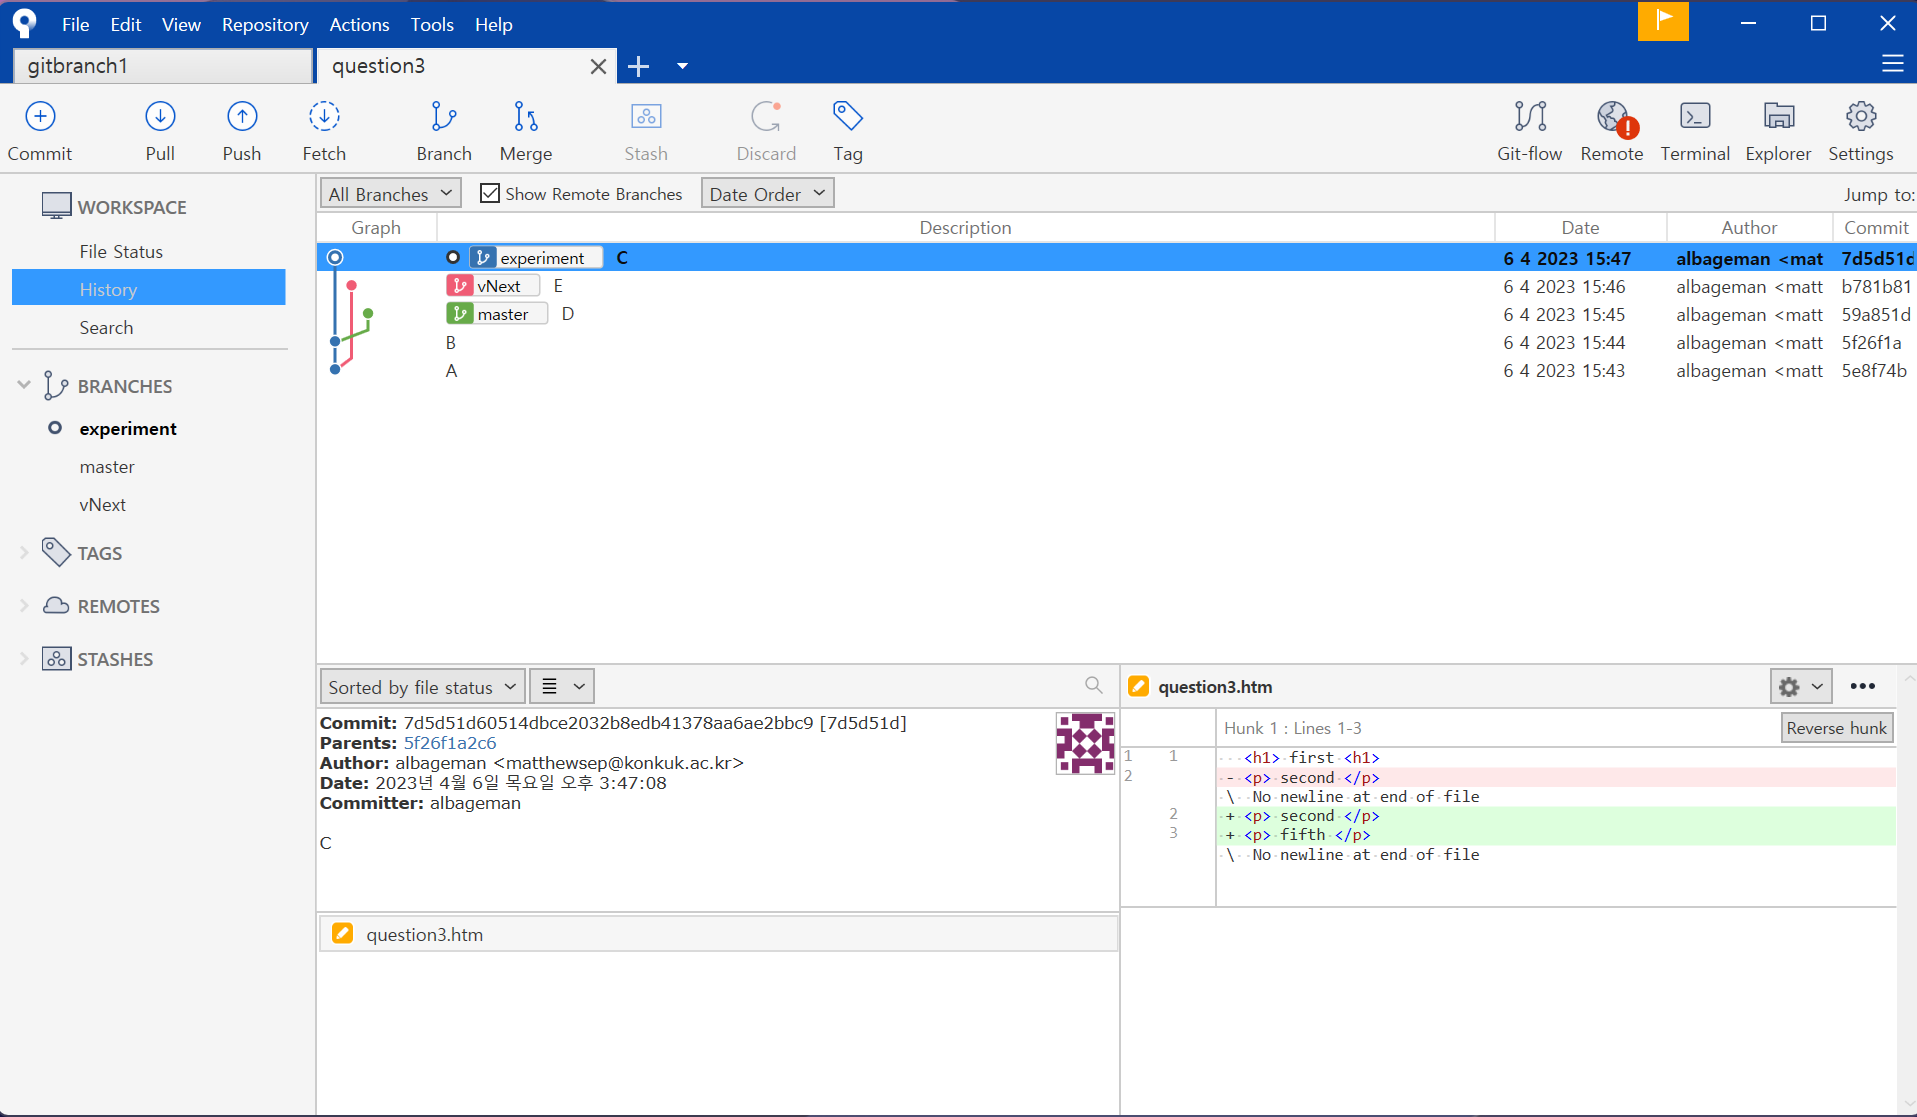 File Edit View Repository Actions Tools Help
gitbranch1 question3
Commit Pull Push Fetch Branch Merge Stash Discard Tag Git-flow Remote Terminal Explorer Settings
WORKSPACE
File Status
History
Search
BRANCHES
experiment
master
vNext
TAGS
REMOTES
STASHES
All Branches Show Remote Branches Date Order Jump to:
Graph Description Date Author Commit
experiment C 6 4 2023 15:47 albageman <mat 7d5d51d
vNext E 6 4 2023 15:46 albageman <matt b781b81
master D 6 4 2023 15:45 albageman <matt 59a851d
B 6 4 2023 15:44 albageman <matt 5f26f1a
A 6 4 2023 15:43 albageman <matt 5e8f74b
Sorted by file status
Commit: 7d5d51d60514dbce2032b8edb41378aa6ae2bbc9 [7d5d51d]
Parents: 5f26f1a2c6
Author: albageman <matthewsep@konkuk.ac.kr>
Date: 2023년 4월 6일 목요일 오후 3:47:08
Committer: albageman
C
question3.htm
question3.htm
Hunk 1 : Lines 1-3 Reverse hunk
1 1 <h1> first <h1>
2 - <p> second </p>
\ No newline at end of file
2 + <p> second </p>
3 + <p> fifth </p>
\ No newline at end of file